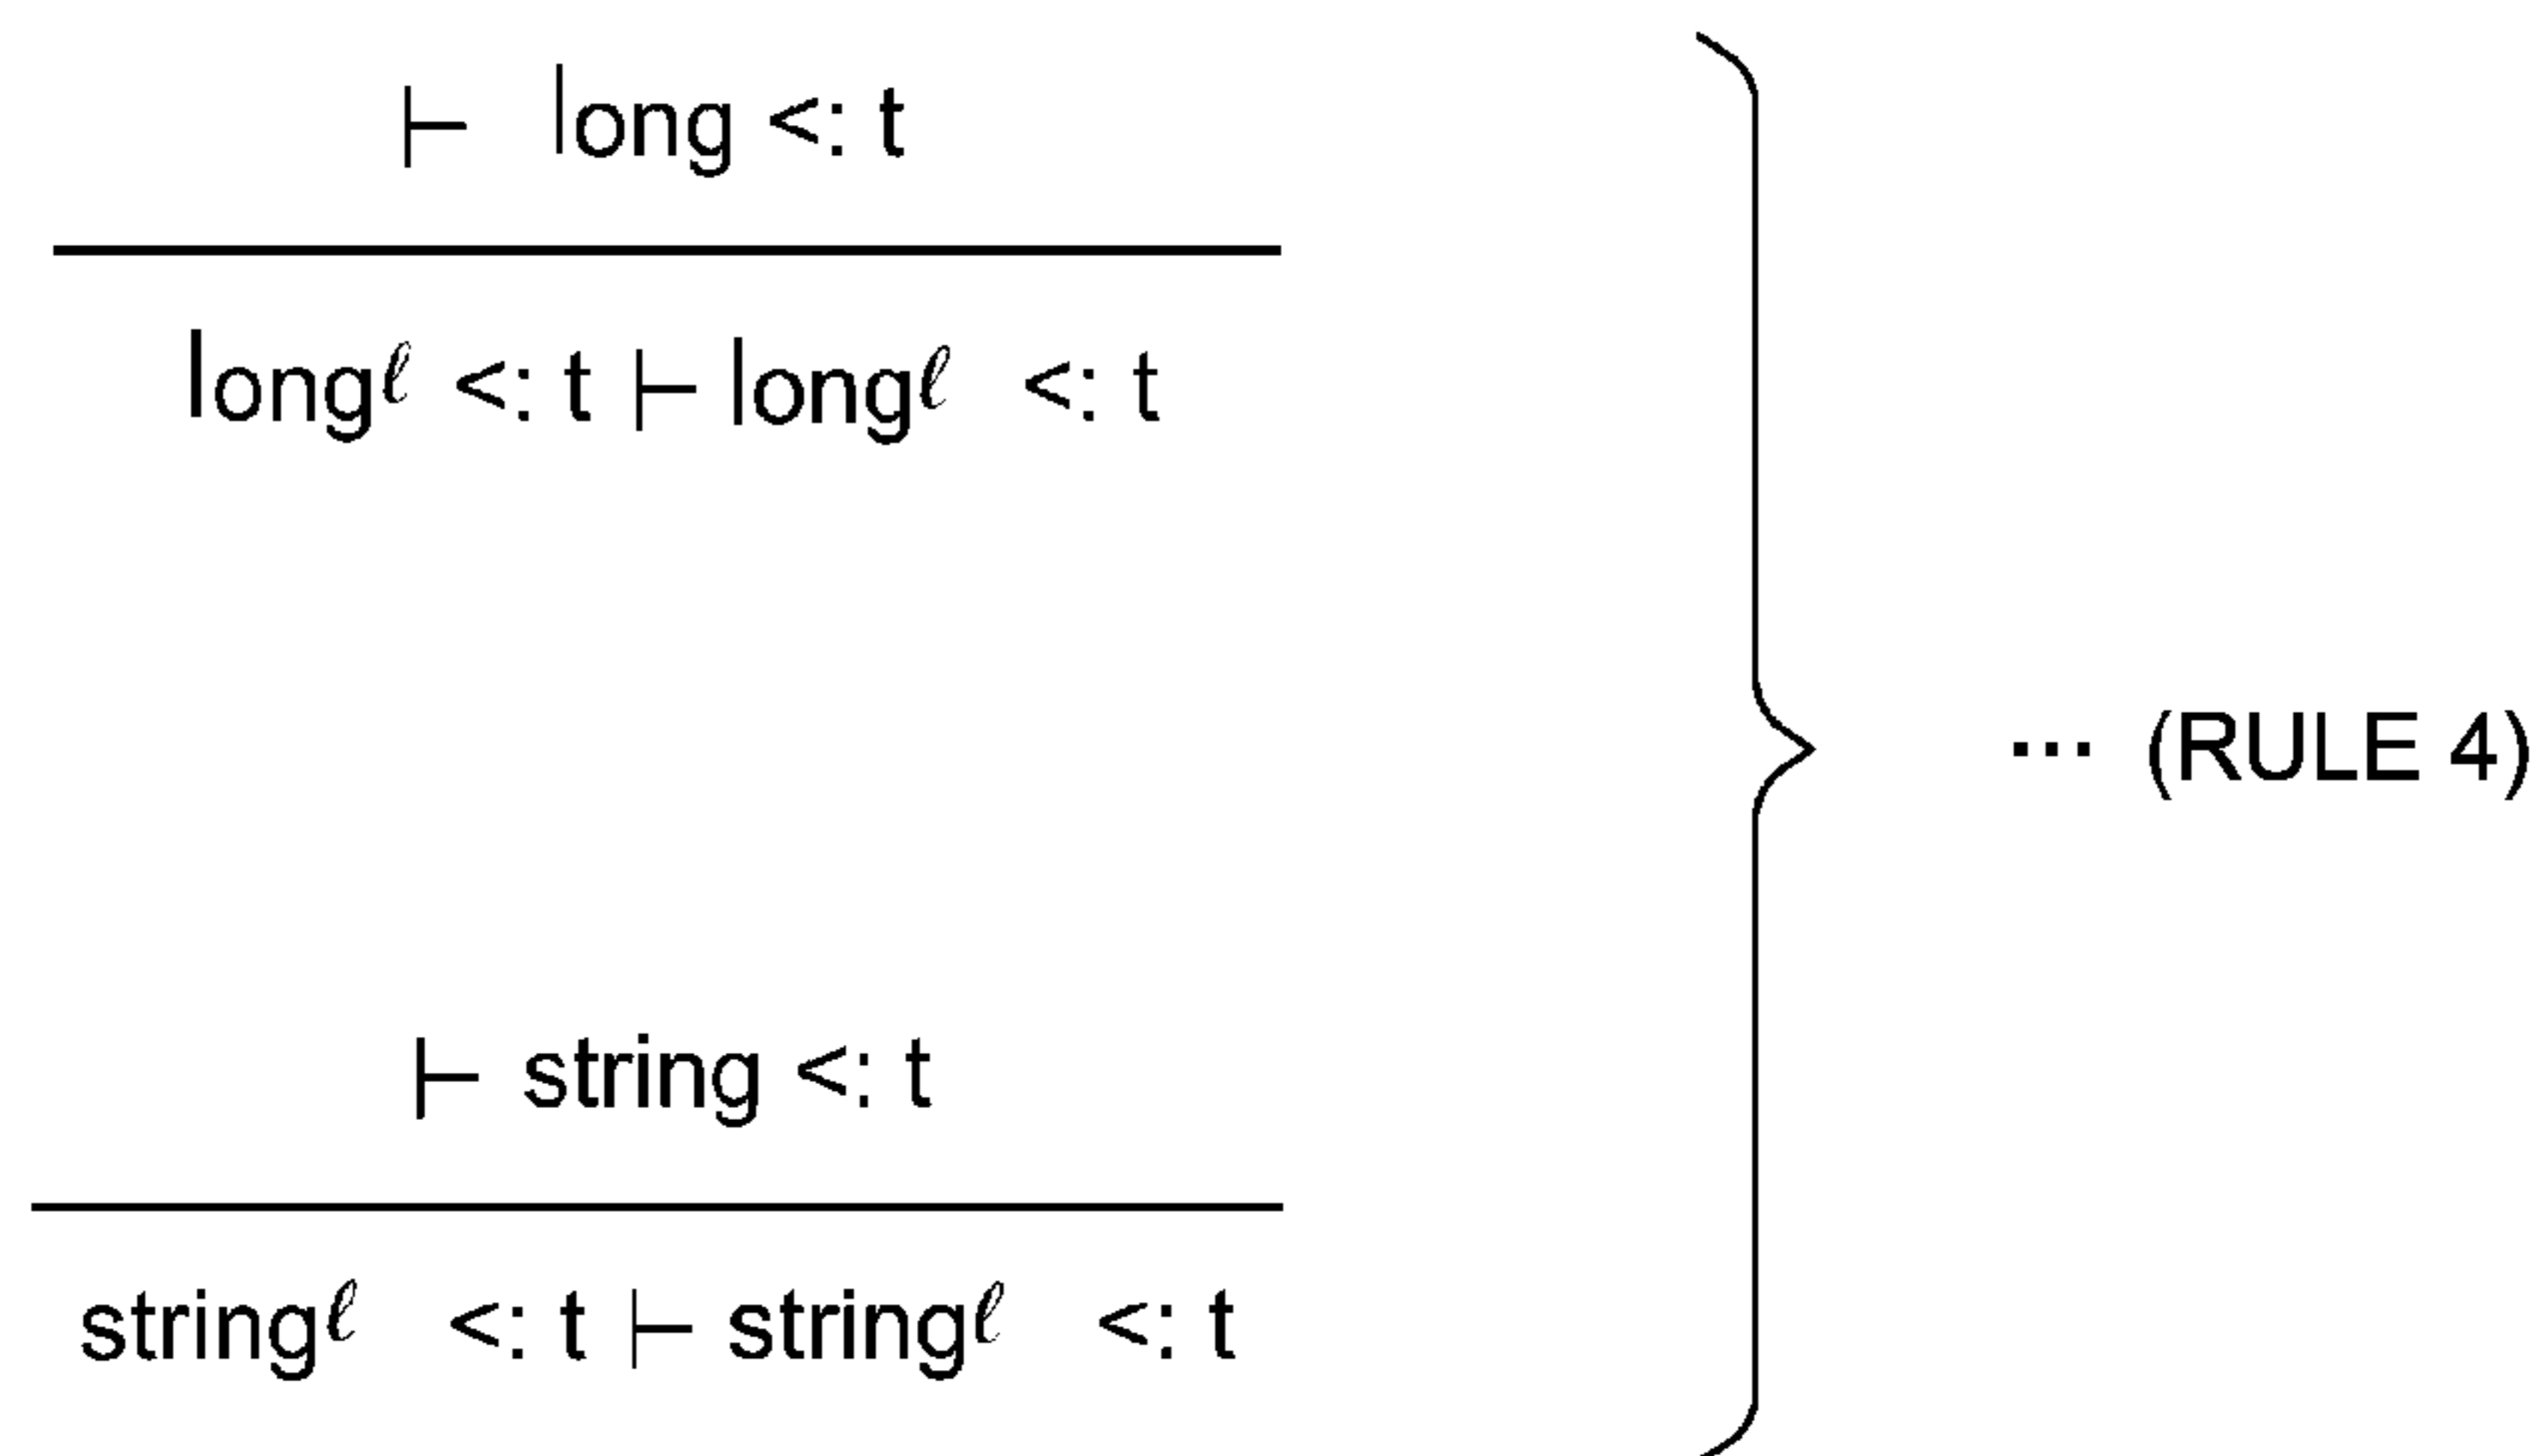 ⊢ long <: t
longℓ <: t ⊢ longℓ <: t
... (RULE 4)
⊢ string <: t
stringℓ <: t ⊢ stringℓ <: t